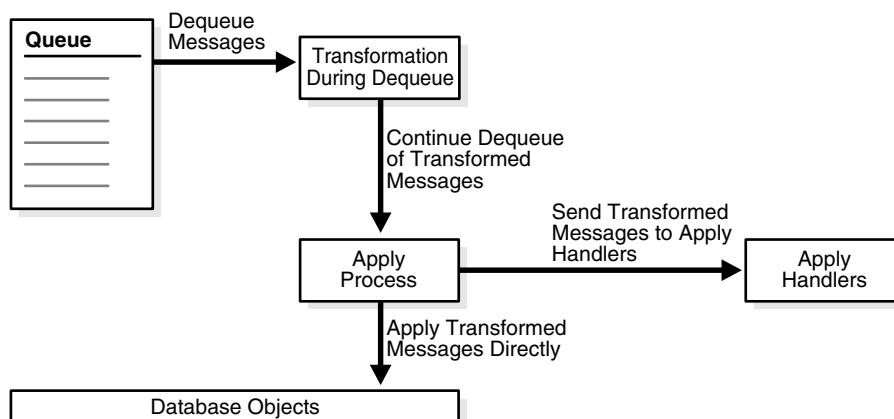 Queue
Dequeue
Messages
Transformation
During Dequeue
Continue Dequeue
of Transformed
Messages
Send Transformed
Messages to Apply
Handlers
Apply
Process
Apply
Handlers
Apply Transformed
Messages Directly
Database Objects